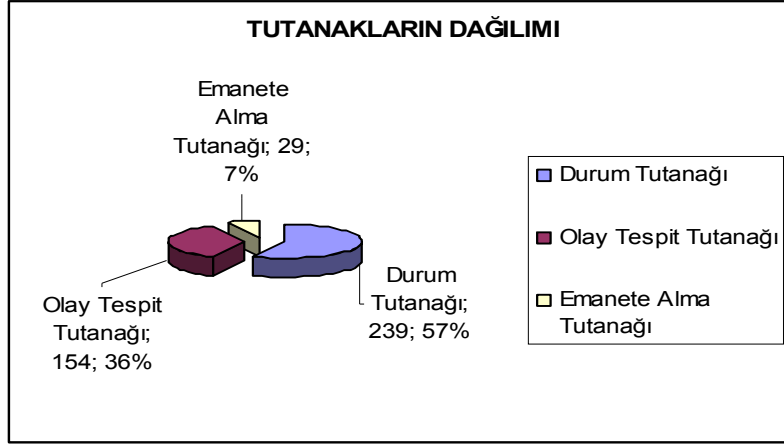 TUTANAKLARIN DAĞILIMI
Emanete
Alma
Tutanağı; 29;
7%
Olay Tespit
Tutanağı;
154; 36%
Durum
Tutanağı;
239; 57%
Durum Tutanağı
Olay Tespit Tutanağı
Emanete Alma
Tutanağı